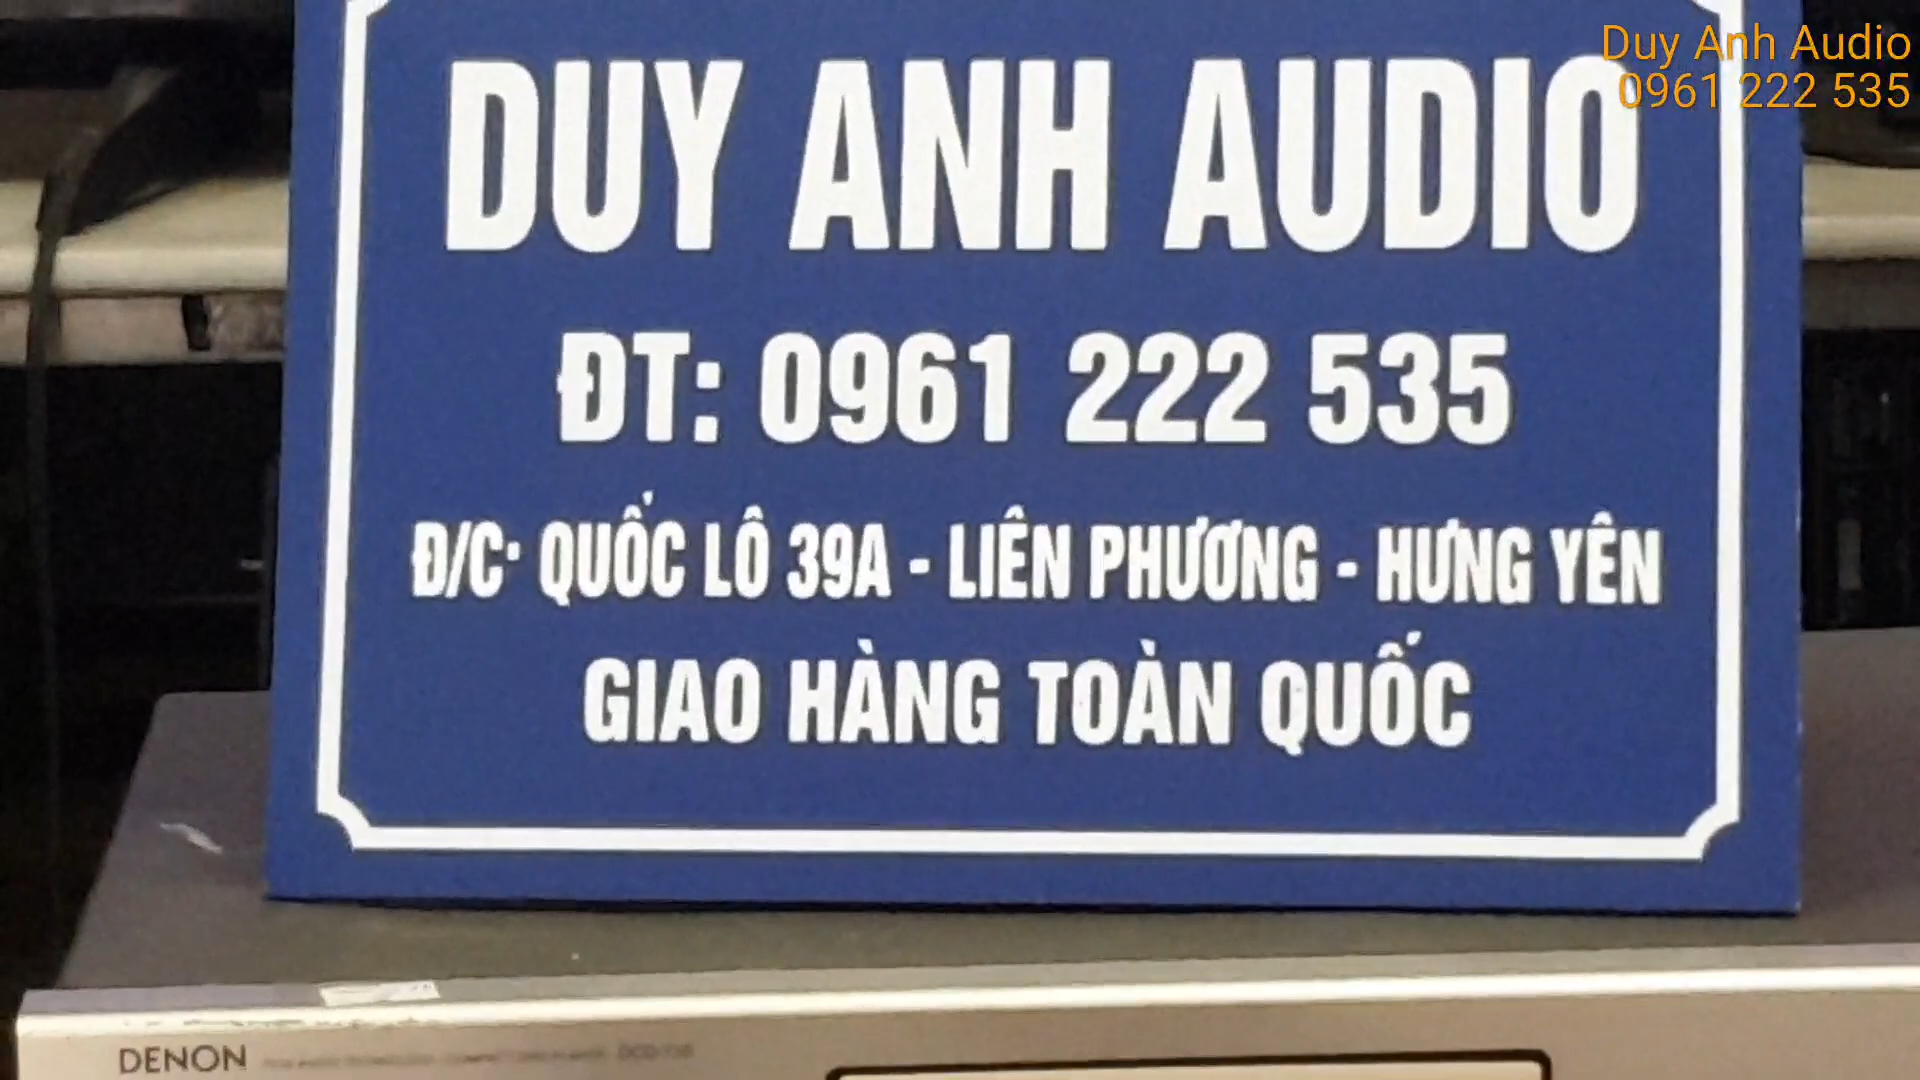 Duy Anh Audio
0961 222 535
DUY ANH AUDIO
ĐT: 0961 222 535
Đ/C: QUỐC LÔ 39A - LIÊN PHƯƠNG - HƯNG YÊN
GIAO HÀNG TOÀN QUỐC
DENON